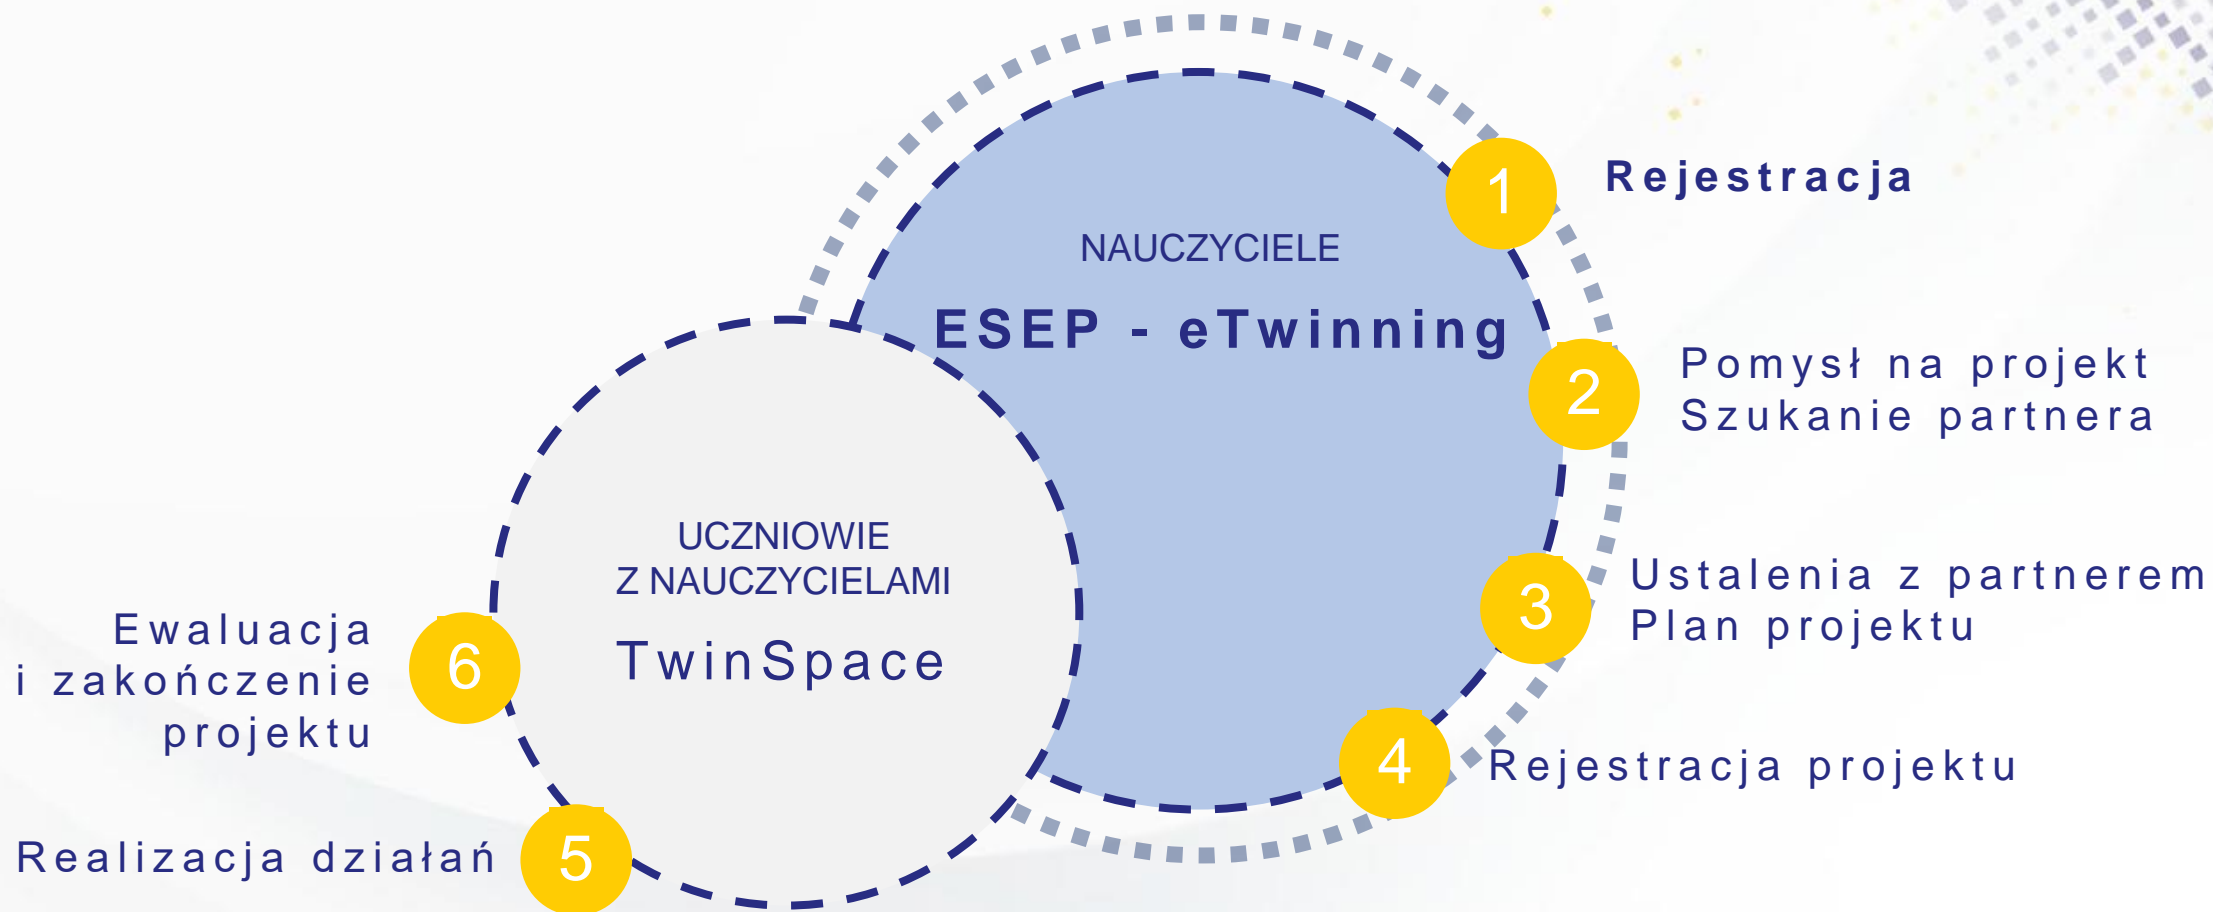 NAUCZYCIELE
ESEP - eTwinning
1
Rejestracja
2
Pomysł na projekt
Szukanie partnera
3
Ustalenia z partnerem
Plan projektu
4
Rejestracja projektu
UCZNIOWIE
Z NAUCZYCIELAMI
TwinSpace
5
Realizacja działań
6
Ewaluacja
i zakończenie
projektu